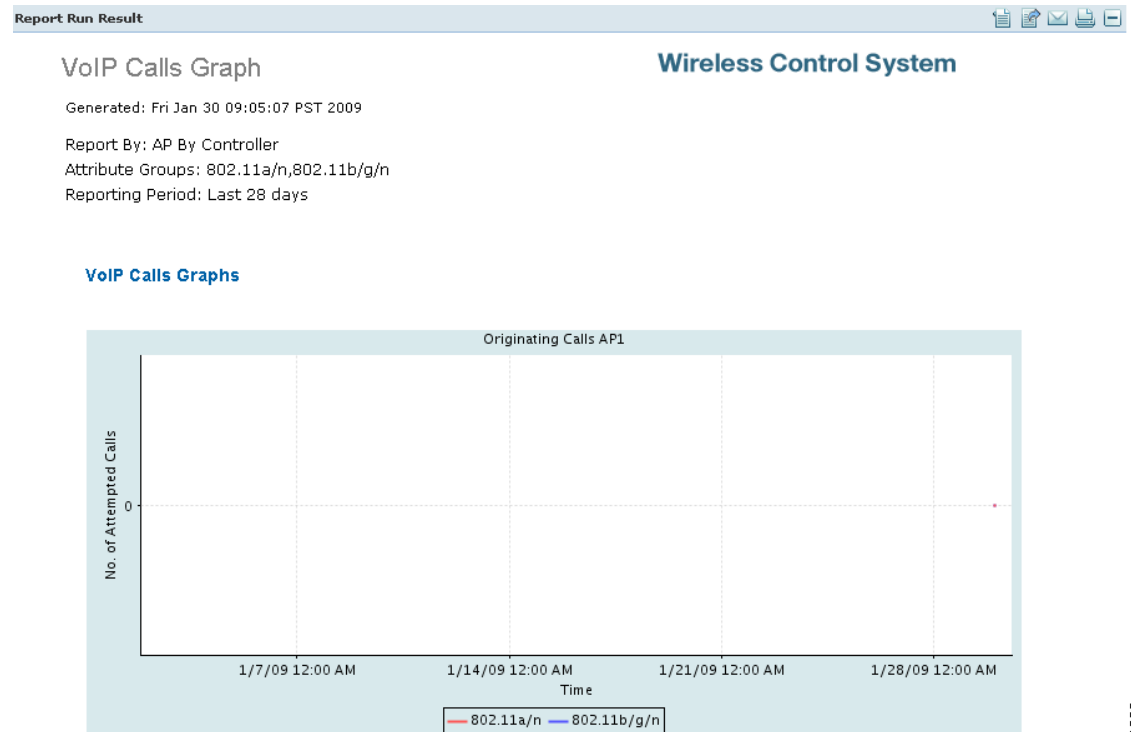 Report Run Result
VoIP Calls Graph
Wireless Control System
Generated: Fri Jan 30 09:05:07 PST 2009
Report By: AP By Controller
Attribute Groups: 802.11a/n,802.11b/g/n
Reporting Period: Last 28 days
VoIP Calls Graphs
Originating Calls AP1
No. of Attempted Calls
0
1/7/09 12:00 AM 1/14/09 12:00 AM 1/21/09 12:00 AM 1/28/09 12:00 AM
Time
802.11a/n 802.11b/g/n